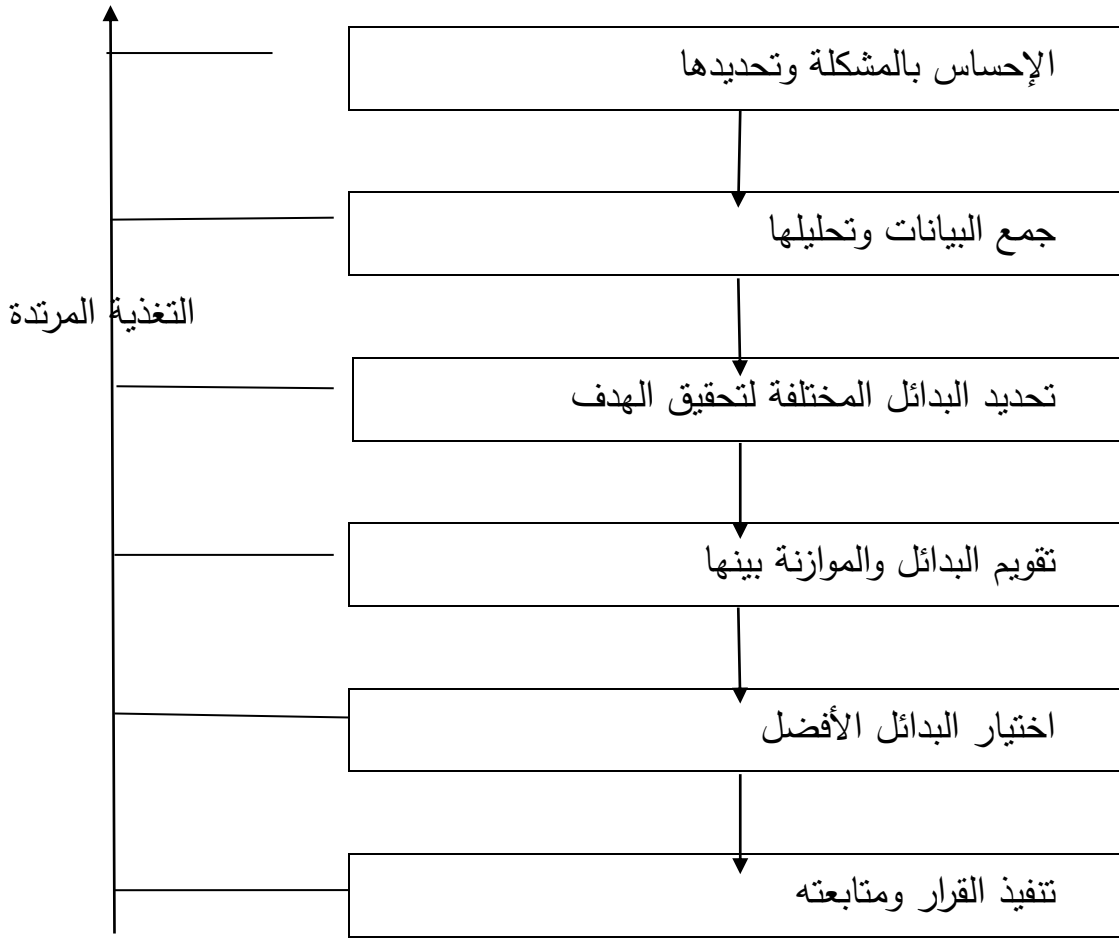 الإحساس بالمشكلة وتحديدها
جمع البيانات وتحليلها
التغذية المرتدة
تحديد البدائل المختلفة لتحقيق الهدف
تقويم البدائل والموازنة بينها
اختيار البدائل الأفضل
تنفيذ القرار ومتابعته